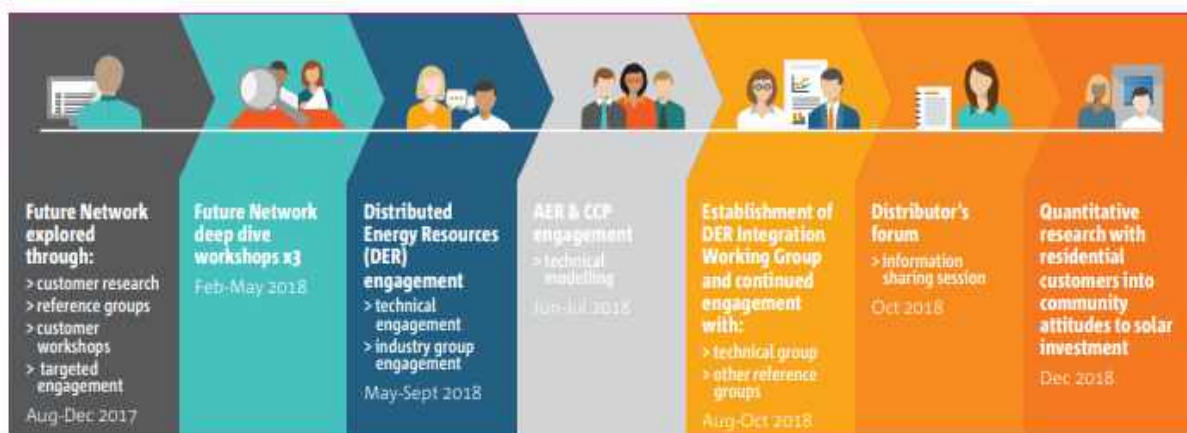 Future Network
explored
through:
> customer research
> reference groups
> customer
workshops
> targeted
engagement
Aug-Dec 2017
Future Network
deep dive
workshops x3
Feb-May 2018
Distributed
Energy Resources
(DER)
engagement
> technical
engagement
> industry group
engagement
May-Sept 2018
AER & CCP
engagement
> technical
modelling
Jun-Jul 2018
Establishment of
DER Integration
Working Group
and continued
engagement
with:
> technical group
> other reference
groups
Aug-Oct 2018
Distributor's
forum
> information
sharing session
Oct 2018
Quantitative
research with
residential
customers into
community
attitudes to solar
investment
Dec 2018